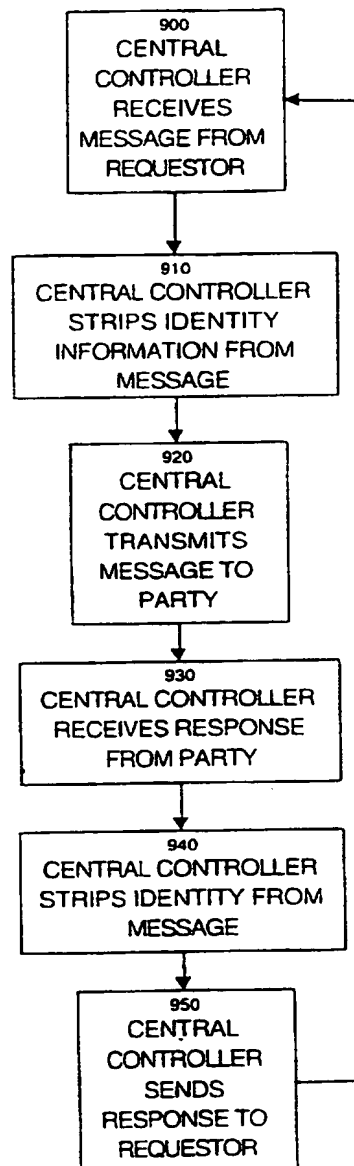 900
CENTRAL
CONTROLLER
RECEIVES
MESSAGE FROM
REQUESTOR
910
CENTRAL CONTROLLER
STRIPS IDENTITY
INFORMATION FROM
MESSAGE
920
CENTRAL
CONTROLLER
TRANSMITS
MESSAGE TO
PARTY
930
CENTRAL CONTROLLER
RECEIVES RESPONSE
FROM PARTY
940
CENTRAL CONTROLLER
STRIPS IDENTITY FROM
MESSAGE
950
CENTRAL
CONTROLLER
SENDS
RESPONSE TO
REQUESTOR